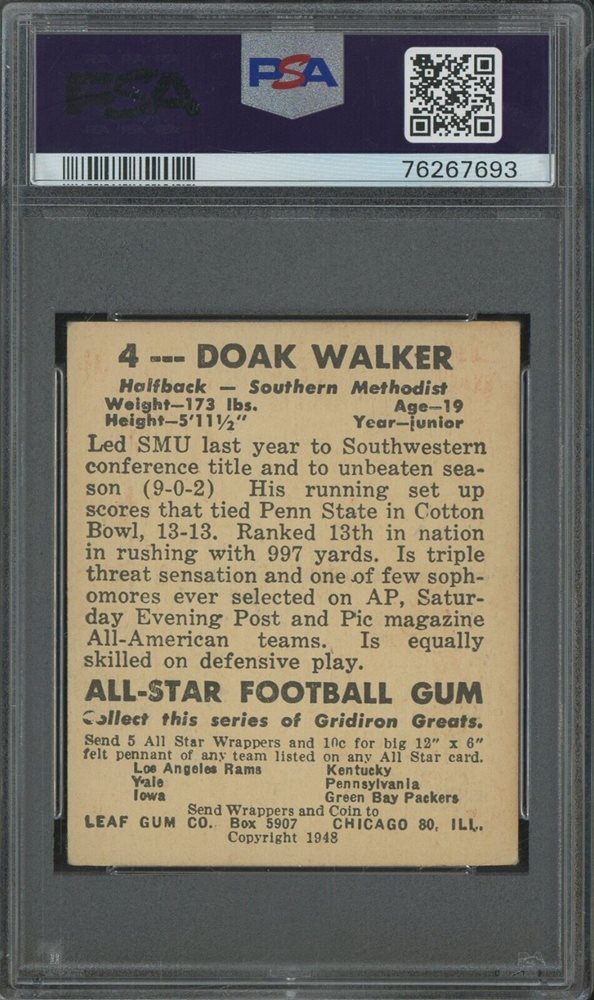 PSA
PSA
76267693
4 --- DOAK WALKER
Halfback — Southern Methodist
Weight—173 lbs. Age—19
Height—5'11½" Year—junior
Led SMU last year to Southwestern
conference title and to unbeaten sea-
son (9-0-2) His running set up
scores that tied Penn State in Cotton
Bowl, 13-13. Ranked 13th in nation
in rushing with 997 yards. Is triple
threat sensation and one of few soph-
omores ever selected on AP, Satur-
day Evening Post and Pic magazine
All-American teams. Is equally
skilled on defensive play.
ALL-STAR FOOTBALL GUM
Collect this series of Gridiron Greats.
Send 5 All Star Wrappers and 10c for big 12" x 6"
felt pennant of any team listed on any All Star card.
Los Angeles Rams Kentucky
Yale Pennsylvania
Iowa Green Bay Packers
Send Wrappers and Coin to
LEAF GUM CO. Box 5907 CHICAGO 80, ILL.
Copyright 1948